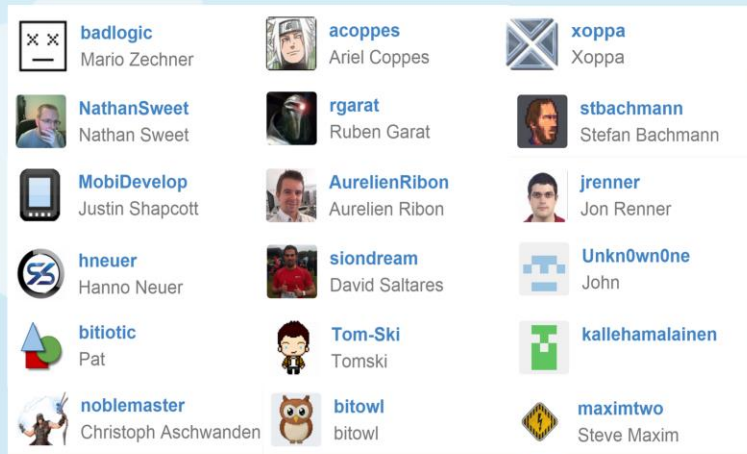 badlogic
Mario Zechner
acoppes
Ariel Coppes
xoppa
Xoppa
NathanSweet
Nathan Sweet
rgarat
Ruben Garat
stbachmann
Stefan Bachmann
MobiDevelop
Justin Shapcott
AurelienRibon
Aurelien Ribon
jrenner
Jon Renner
hneuer
Hanno Neuer
siondream
David Saltares
Unkn0wn0ne
John
bitiotic
Pat
Tom-Ski
Tomski
kallehamalainen
noblemaster
Christoph Aschwanden
bitowl
bitowl
maximtwo
Steve Maxim